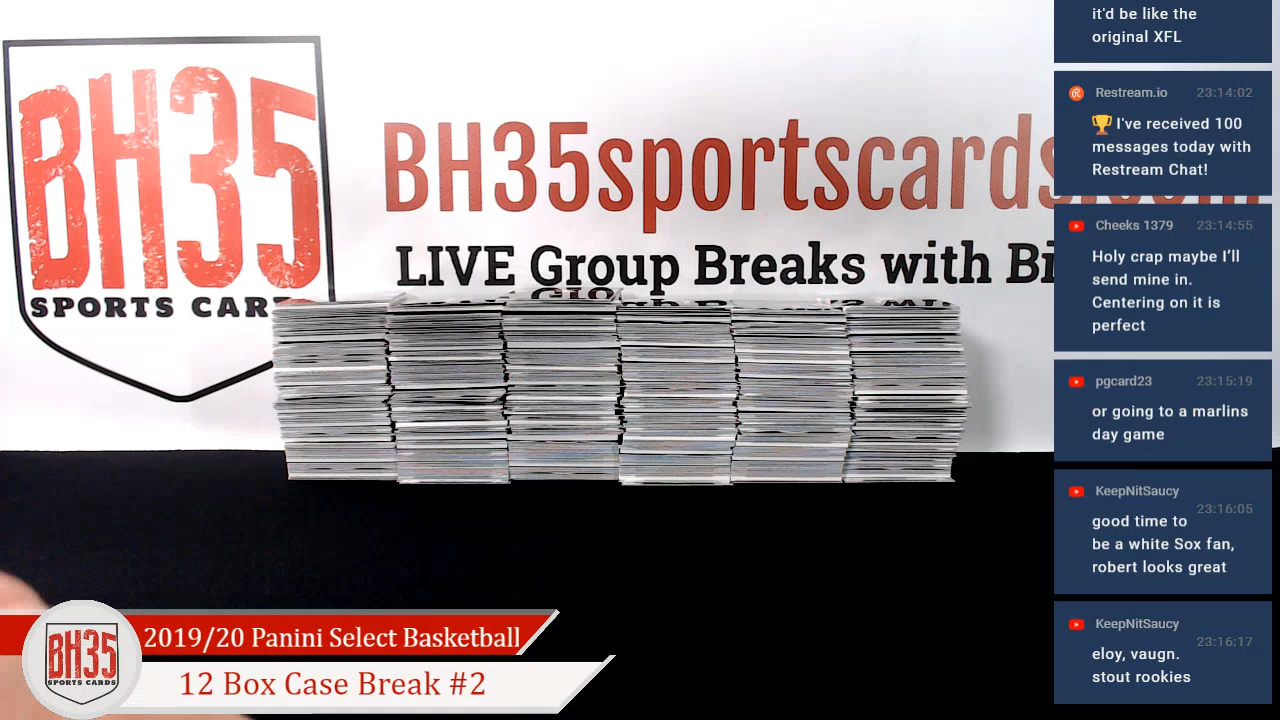 BH35
SPORTS CAR
BH35sportscards.com
LIVE Group Breaks with Bi
it'd be like the
original XFL
Restream.io 23:14:02
🏆 I've received 100
messages today with
Restream Chat!
Cheeks 1379 23:14:55
Holy crap maybe I'll
send mine in.
Centering on it is
perfect
pgcard23 23:15:19
or going to a marlins
day game
KeepNitSaucy
23:16:05
good time to
be a white Sox fan,
robert looks great
KeepNitSaucy
23:16:17
eloy, vaugn.
stout rookies
BH35
SPORTS CARDS
2019/20 Panini Select Basketball
12 Box Case Break #2